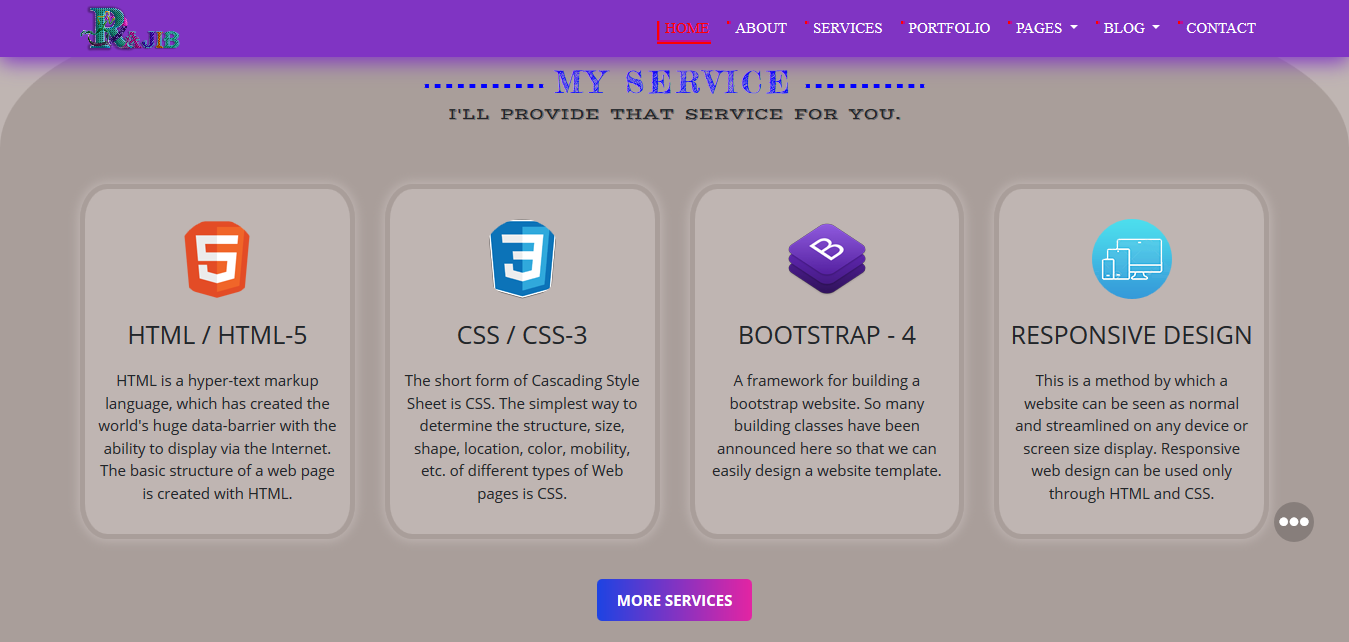 RAJIB
HOME ABOUT SERVICES PORTFOLIO PAGES BLOG CONTACT
MY SERVICE
I'LL PROVIDE THAT SERVICE FOR YOU.
5
HTML / HTML-5
HTML is a hyper-text markup
language, which has created the
world's huge data-barrier with the
ability to display via the Internet.
The basic structure of a web page
is created with HTML.
3
CSS / CSS-3
The short form of Cascading Style
Sheet is CSS. The simplest way to
determine the structure, size,
shape, location, color, mobility,
etc. of different types of Web
pages is CSS.
B
BOOTSTRAP - 4
A framework for building a
bootstrap website. So many
building classes have been
announced here so that we can
easily design a website template.
RESPONSIVE DESIGN
This is a method by which a
website can be seen as normal
and streamlined on any device or
screen size display. Responsive
web design can be used only
through HTML and CSS.
MORE SERVICES